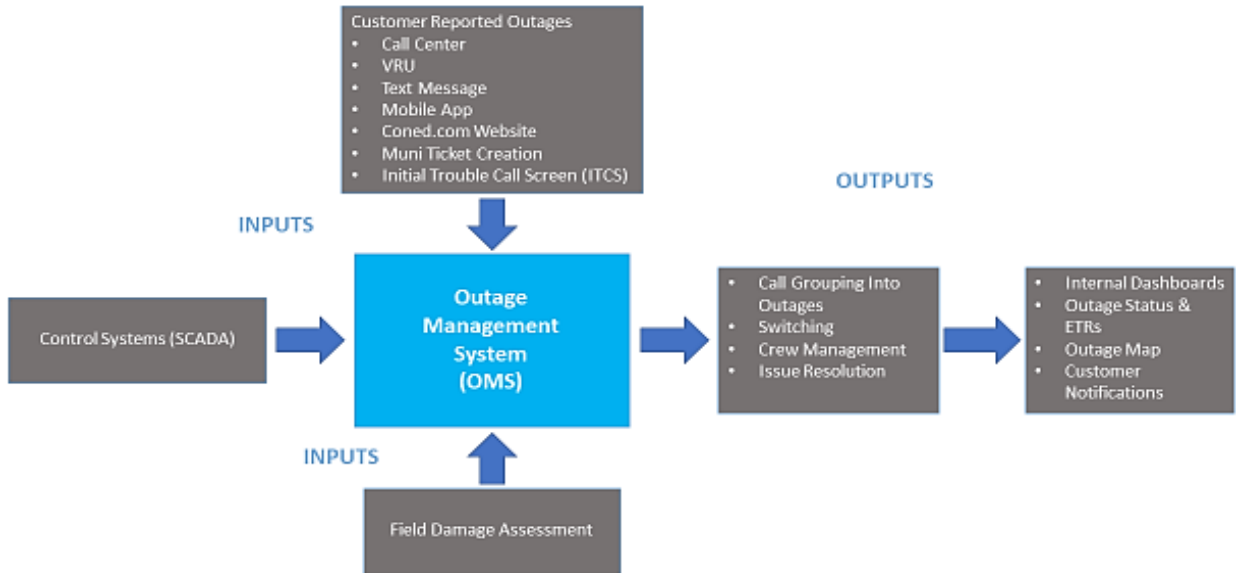 Customer Reported Outages
• Call Center
• VRU
• Text Message
• Mobile App
• Coned.com Website
• Muni Ticket Creation
• Initial Trouble Call Screen (ITCS)
OUTPUTS
INPUTS
Control Systems (SCADA)
Outage
Management
System
(OMS)
• Call Grouping Into
Outages
• Switching
• Crew Management
• Issue Resolution
• Internal Dashboards
• Outage Status &
ETRs
• Outage Map
• Customer
Notifications
INPUTS
Field Damage Assessment